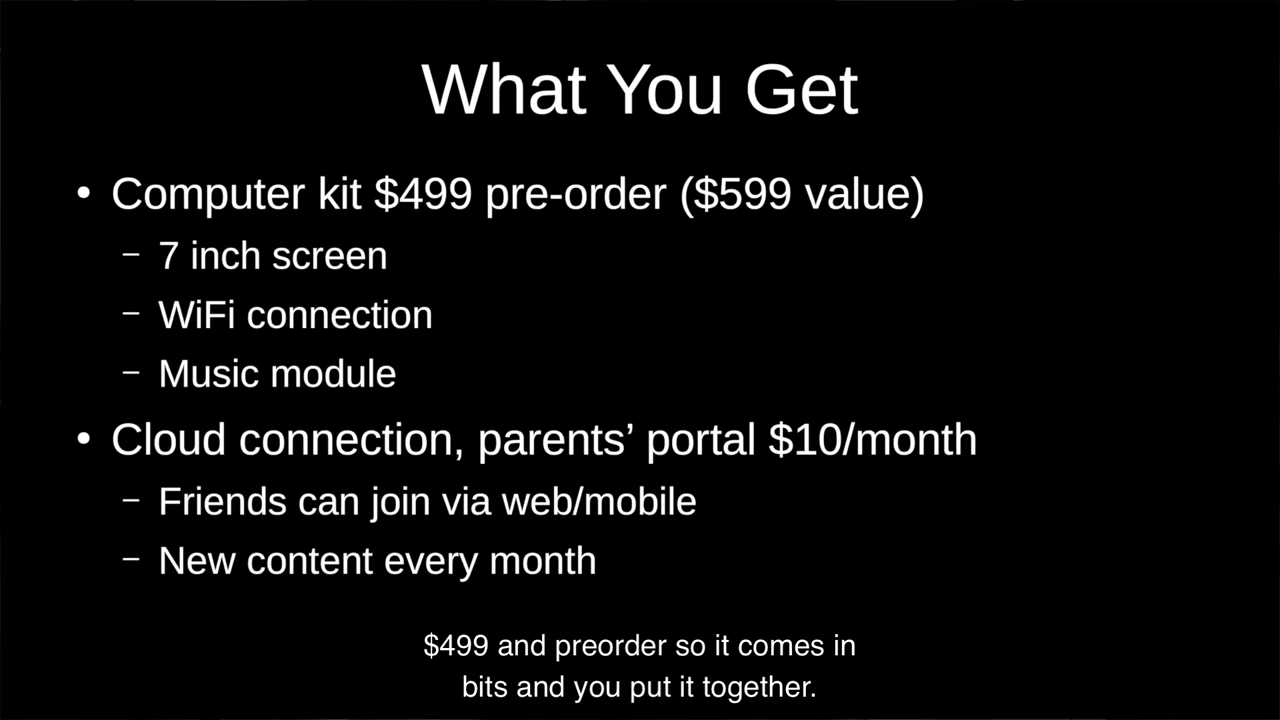 What You Get
• Computer kit $499 pre-order ($599 value)
– 7 inch screen
– WiFi connection
– Music module
• Cloud connection, parents’ portal $10/month
– Friends can join via web/mobile
– New content every month
$499 and preorder so it comes in
bits and you put it together.